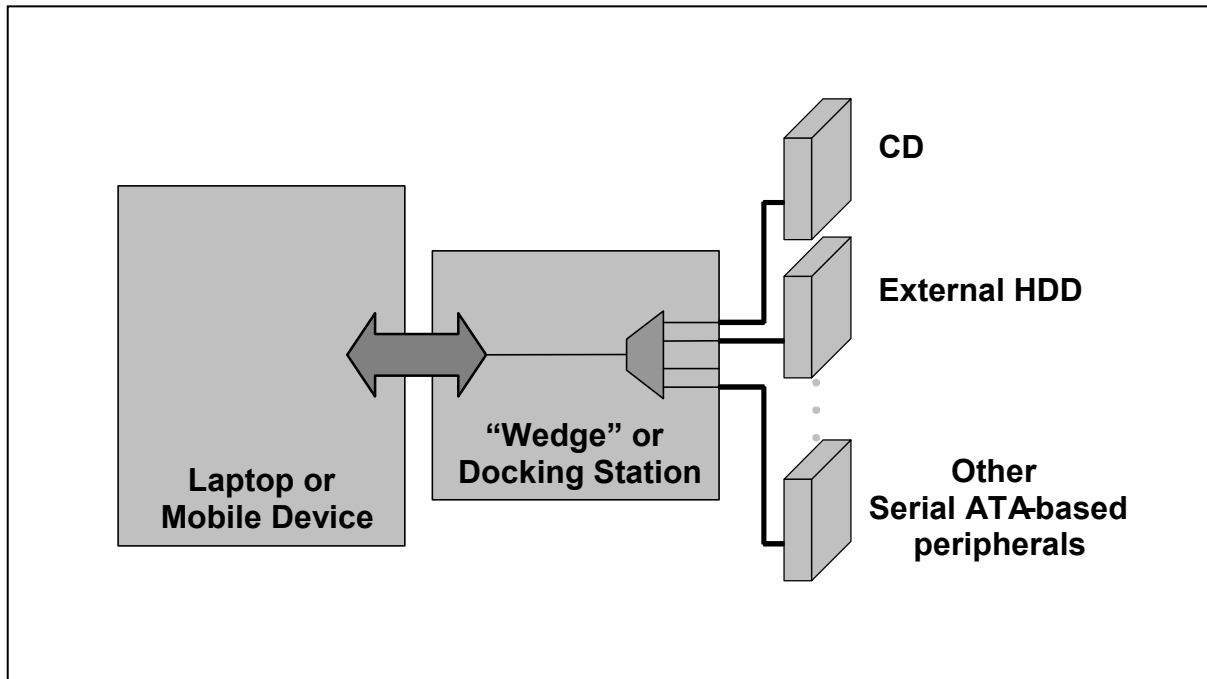 CD
External HDD
“Wedge” or
Docking Station
Laptop or
Mobile Device
Other
Serial ATA-based
peripherals